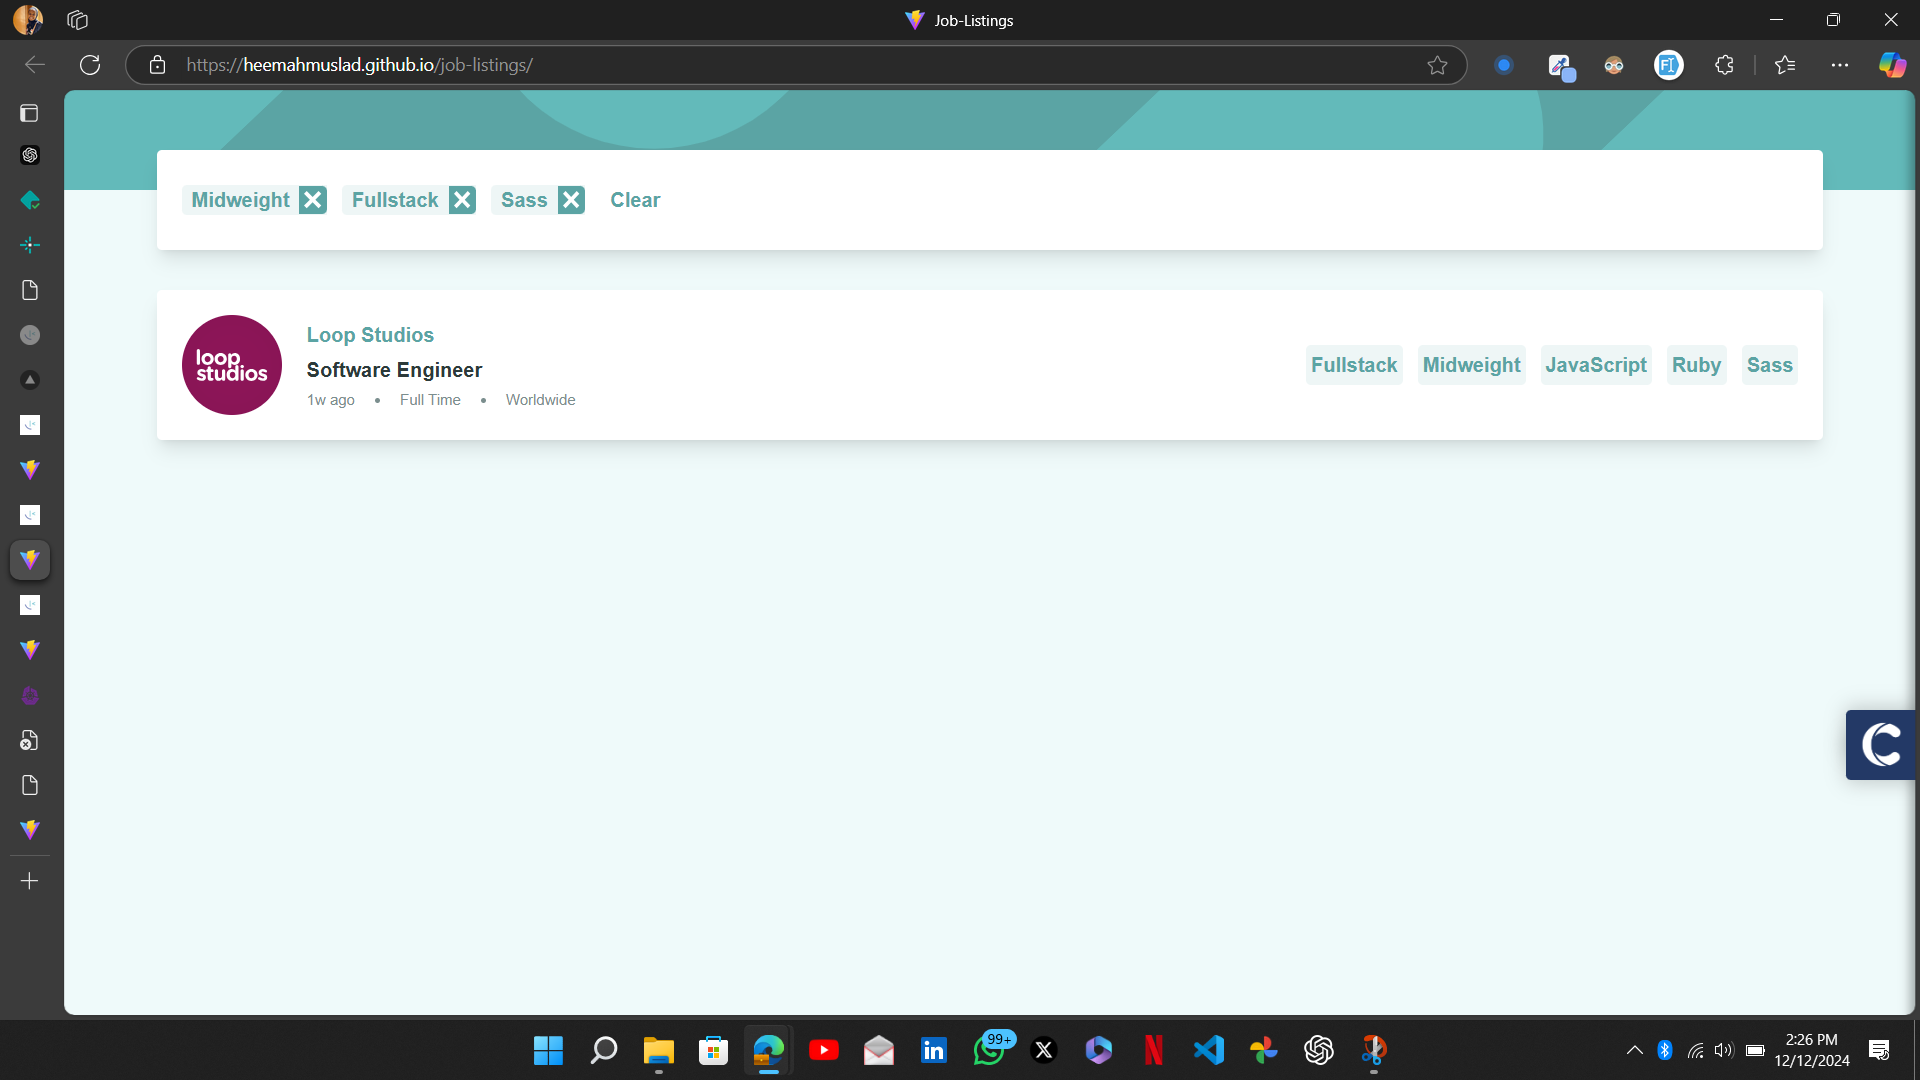 Job-Listings
https://heemahmuslad.github.io/job-listings/
Midweight Fullstack Sass Clear
loop
studios
Loop Studios
Software Engineer
1w ago • Full Time • Worldwide
Fullstack Midweight JavaScript Ruby Sass
99+
2:26 PM
12/12/2024